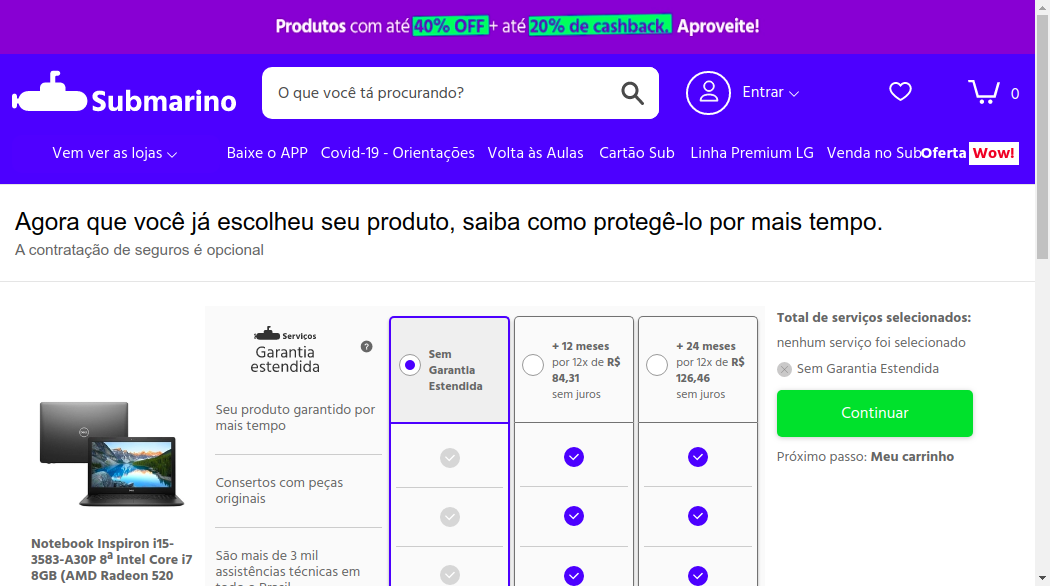 Produtos com até 40% OFF + até 20% de cashback. Aproveite!
Submarino
O que você tá procurando?
Entrar
0
Vem ver as lojas
Baixe o APP
Covid-19 - Orientações
Volta às Aulas
Cartão Sub
Linha Premium LG
Venda no Sub
Oferta Wow!
Agora que você já escolheu seu produto, saiba como protegê-lo por mais tempo.
A contratação de seguros é opcional
Notebook Inspiron i15-
3583-A30P 8ª Intel Core i7
8GB (AMD Radeon 520
Serviços
Garantia
estendida
?
Seu produto garantido por
mais tempo
Consertos com peças
originais
São mais de 3 mil
assistências técnicas em
todo o Brasil
Sem
Garantia
Estendida
+ 12 meses
por 12x de R$
84,31
sem juros
+ 24 meses
por 12x de R$
126,46
sem juros
Total de serviços selecionados:
nenhum serviço foi selecionado
Sem Garantia Estendida
Continuar
Próximo passo: Meu carrinho